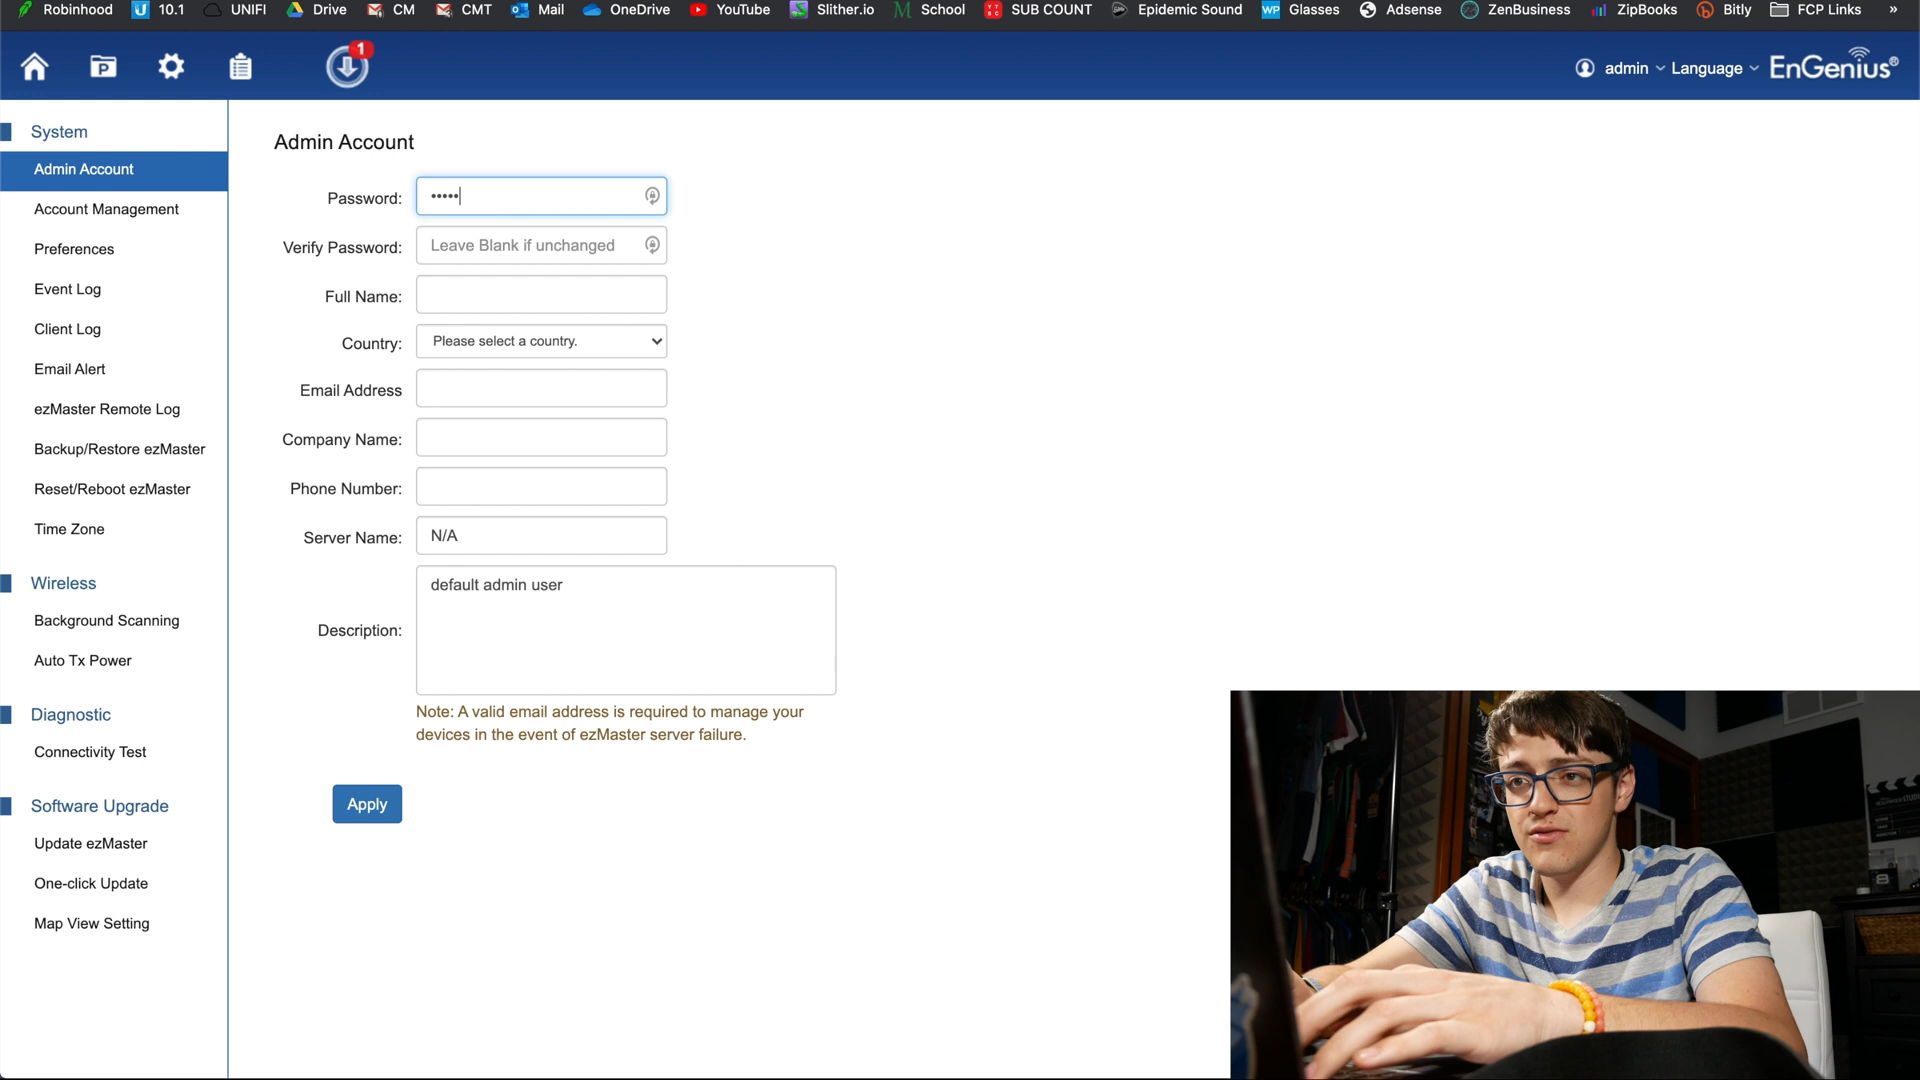 Robinhood 10.1 UNIFI Drive CM CMT Mail OneDrive YouTube Slither.io School SUB COUNT Epidemic Sound WP Glasses Adsense ZenBusiness ZipBooks Bitly FCP Links »
P 1 admin Language EnGenius®
System
Admin Account
Account Management
Preferences
Event Log
Client Log
Email Alert
ezMaster Remote Log
Backup/Restore ezMaster
Reset/Reboot ezMaster
Time Zone
Wireless
Background Scanning
Auto Tx Power
Diagnostic
Connectivity Test
Software Upgrade
Update ezMaster
One-click Update
Map View Setting
Admin Account
Password: •••••
Verify Password: Leave Blank if unchanged
Full Name:
Country: Please select a country.
Email Address
Company Name:
Phone Number:
Server Name: N/A
Description: default admin user
Note: A valid email address is required to manage your
devices in the event of ezMaster server failure.
Apply